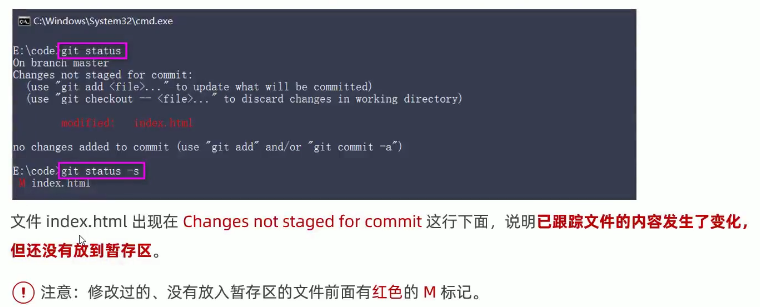 C:\Windows\System32\cmd.exe
E:\code>git status
On branch master
Changes not staged for commit:
(use "git add <file>..." to update what will be committed)
(use "git checkout -- <file>..." to discard changes in working directory)
modified: index.html
no changes added to commit (use "git add" and/or "git commit -a")
E:\code>git status -s
M index.html
文件 index.html 出现在 Changes not staged for commit 这行下面，说明已跟踪文件的内容发生了变化，
但还没有放到暂存区。
注意：修改过的、没有放入暂存区的文件前面有红色的 M 标记。